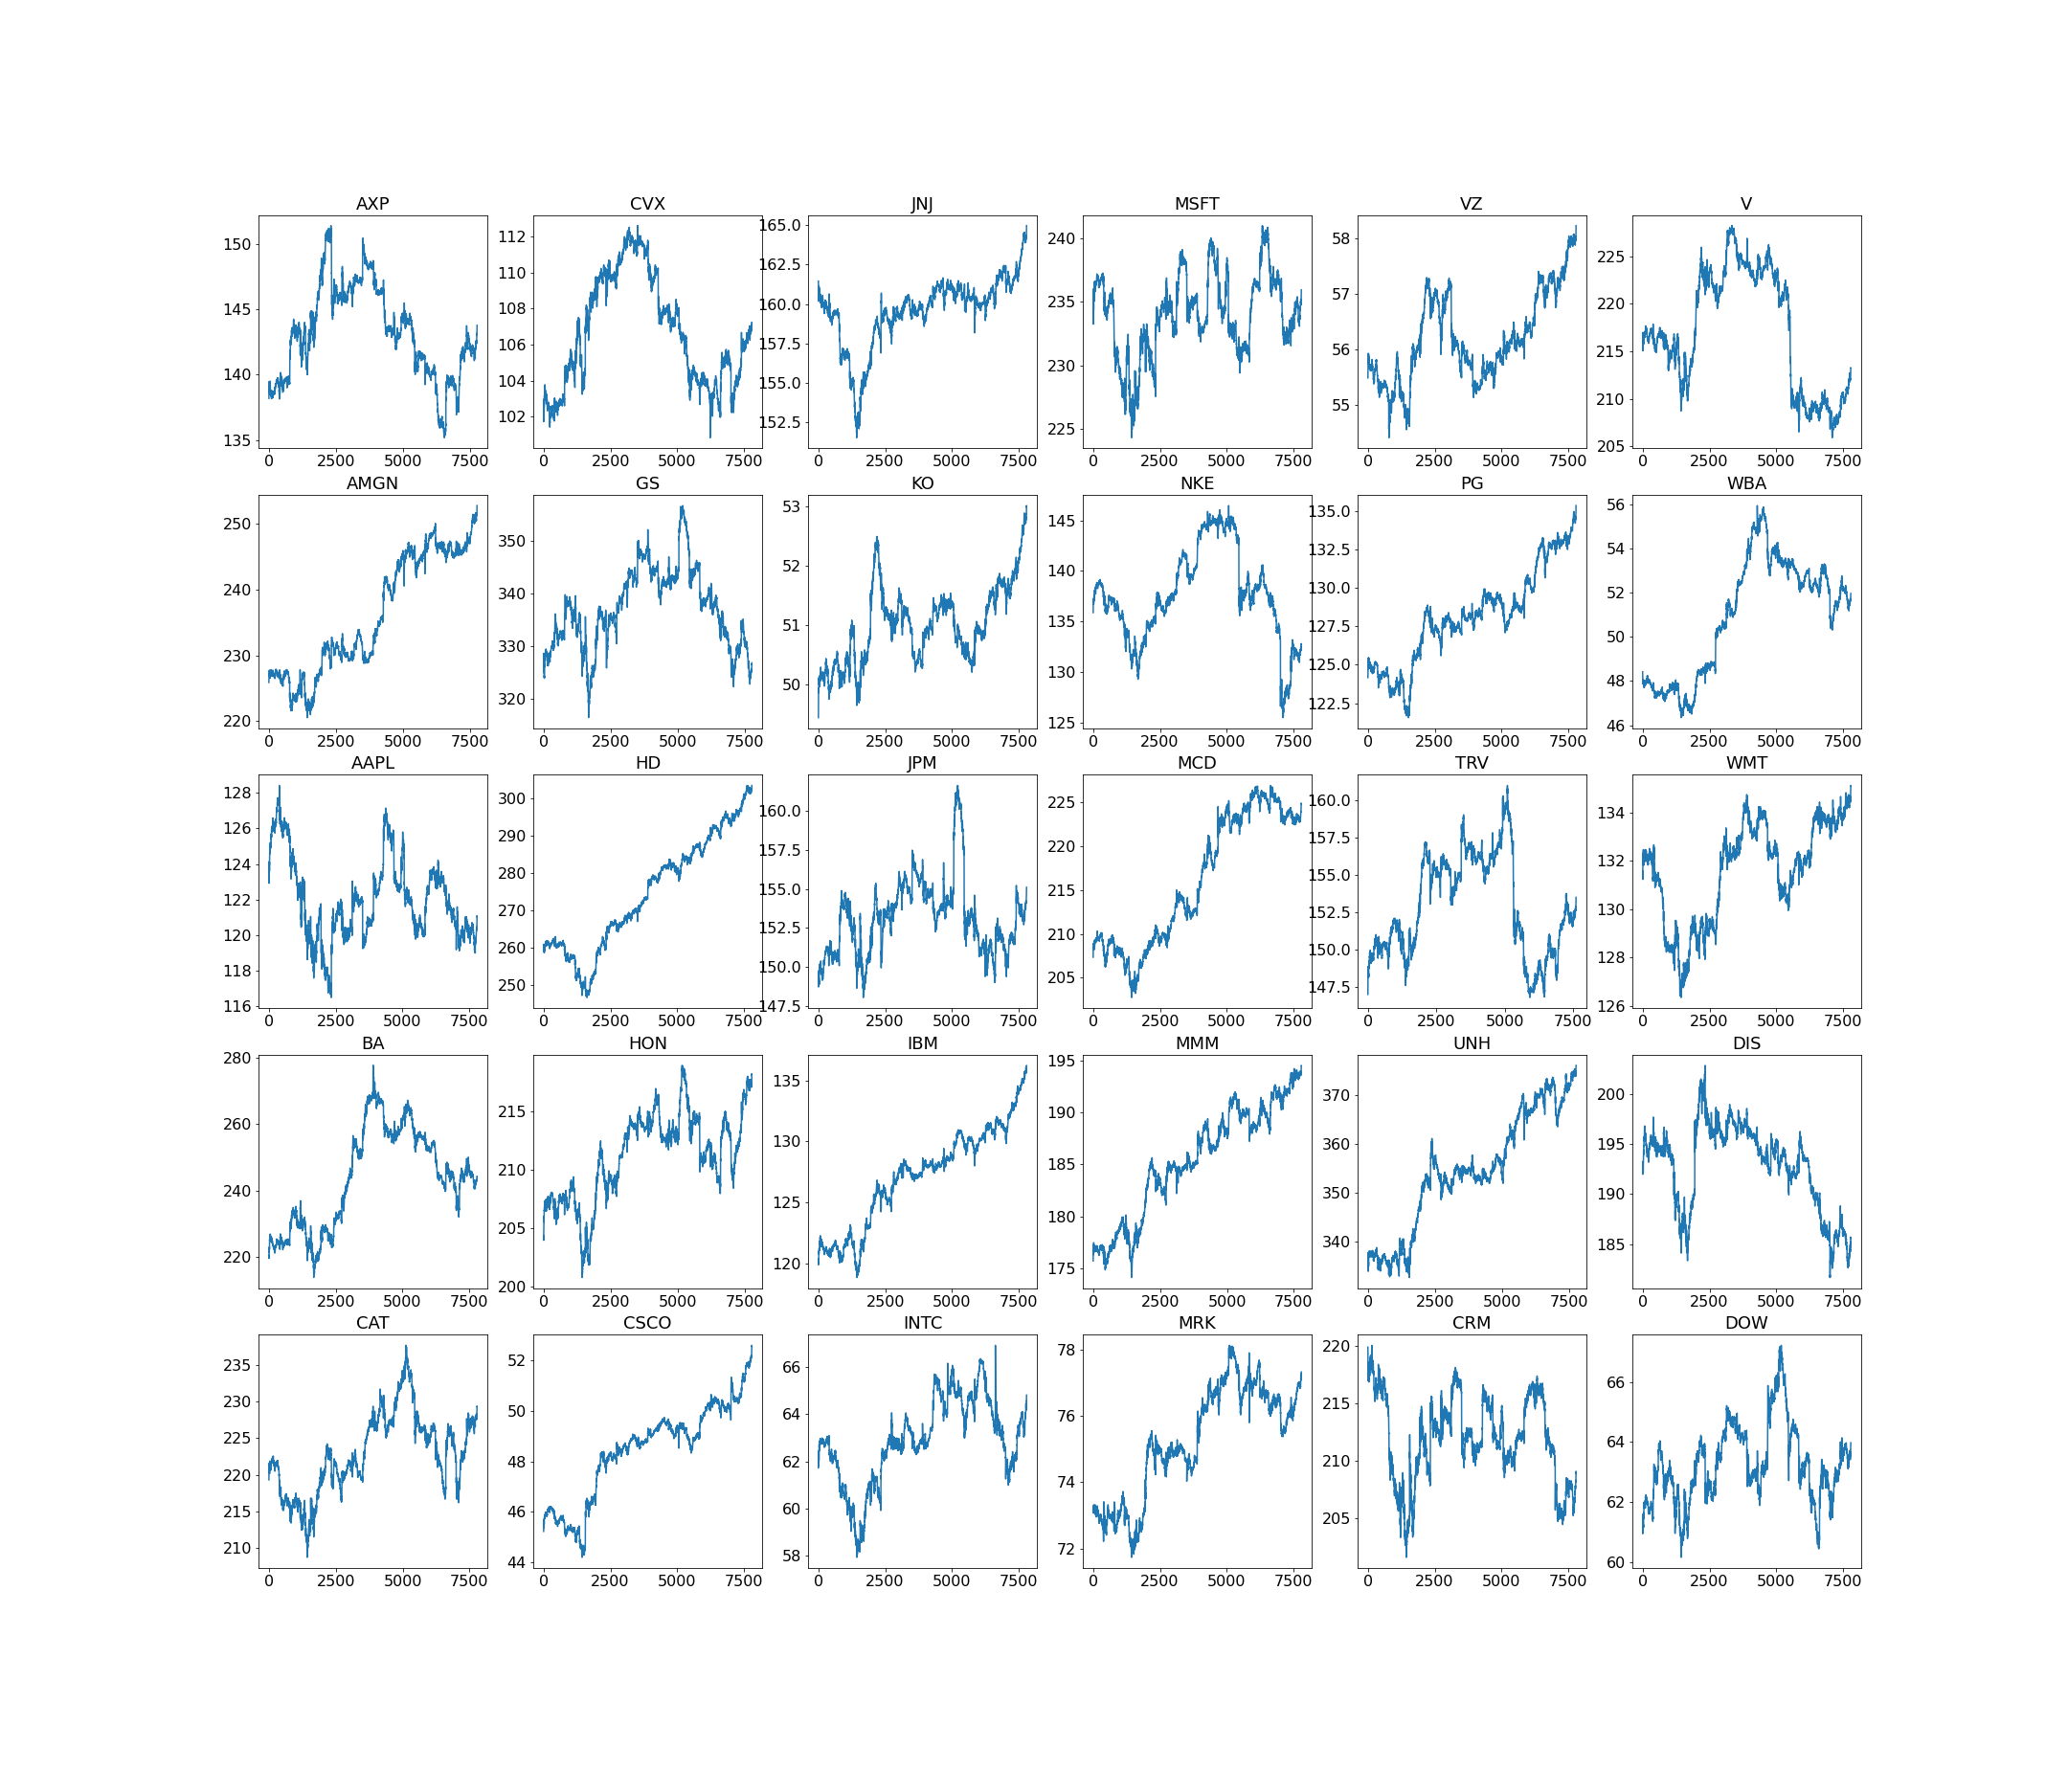 AXP CVX JNJ MSFT VZ V
150 145 140 135
112 110 108 106 104 102
165.0 162.5 160.0 157.5 155.0 152.5
240 235 230 225
58 57 56 55
225 220 215 210 205
0 2500 5000 7500 0 2500 5000 7500 0 2500 5000 7500 0 2500 5000 7500 0 2500 5000 7500 0 2500 5000 7500
AMGN GS KO NKE PG WBA
250 240 230 220
350 340 330 320
53 52 51 50
145 140 135 130 125
135.0 132.5 130.0 127.5 125.0 122.5
56 54 52 50 48 46
0 2500 5000 7500 0 2500 5000 7500 0 2500 5000 7500 0 2500 5000 7500 0 2500 5000 7500 0 2500 5000 7500
AAPL HD JPM MCD TRV WMT
128 126 124 122 120 118 116
300 290 280 270 260 250
160.0 157.5 155.0 152.5 150.0 147.5
225 220 215 210 205
160.0 157.5 155.0 152.5 150.0 147.5
134 132 130 128 126
0 2500 5000 7500 0 2500 5000 7500 0 2500 5000 7500 0 2500 5000 7500 0 2500 5000 7500 0 2500 5000 7500
BA HON IBM MMM UNH DIS
280 260 240 220
215 210 205 200
135 130 125 120
195 190 185 180 175
370 360 350 340
200 195 190 185
0 2500 5000 7500 0 2500 5000 7500 0 2500 5000 7500 0 2500 5000 7500 0 2500 5000 7500 0 2500 5000 7500
CAT CSCO INTC MRK CRM DOW
235 230 225 220 215 210
52 50 48 46 44
66 64 62 60 58
78 76 74 72
220 215 210 205
66 64 62 60
0 2500 5000 7500 0 2500 5000 7500 0 2500 5000 7500 0 2500 5000 7500 0 2500 5000 7500 0 2500 5000 7500